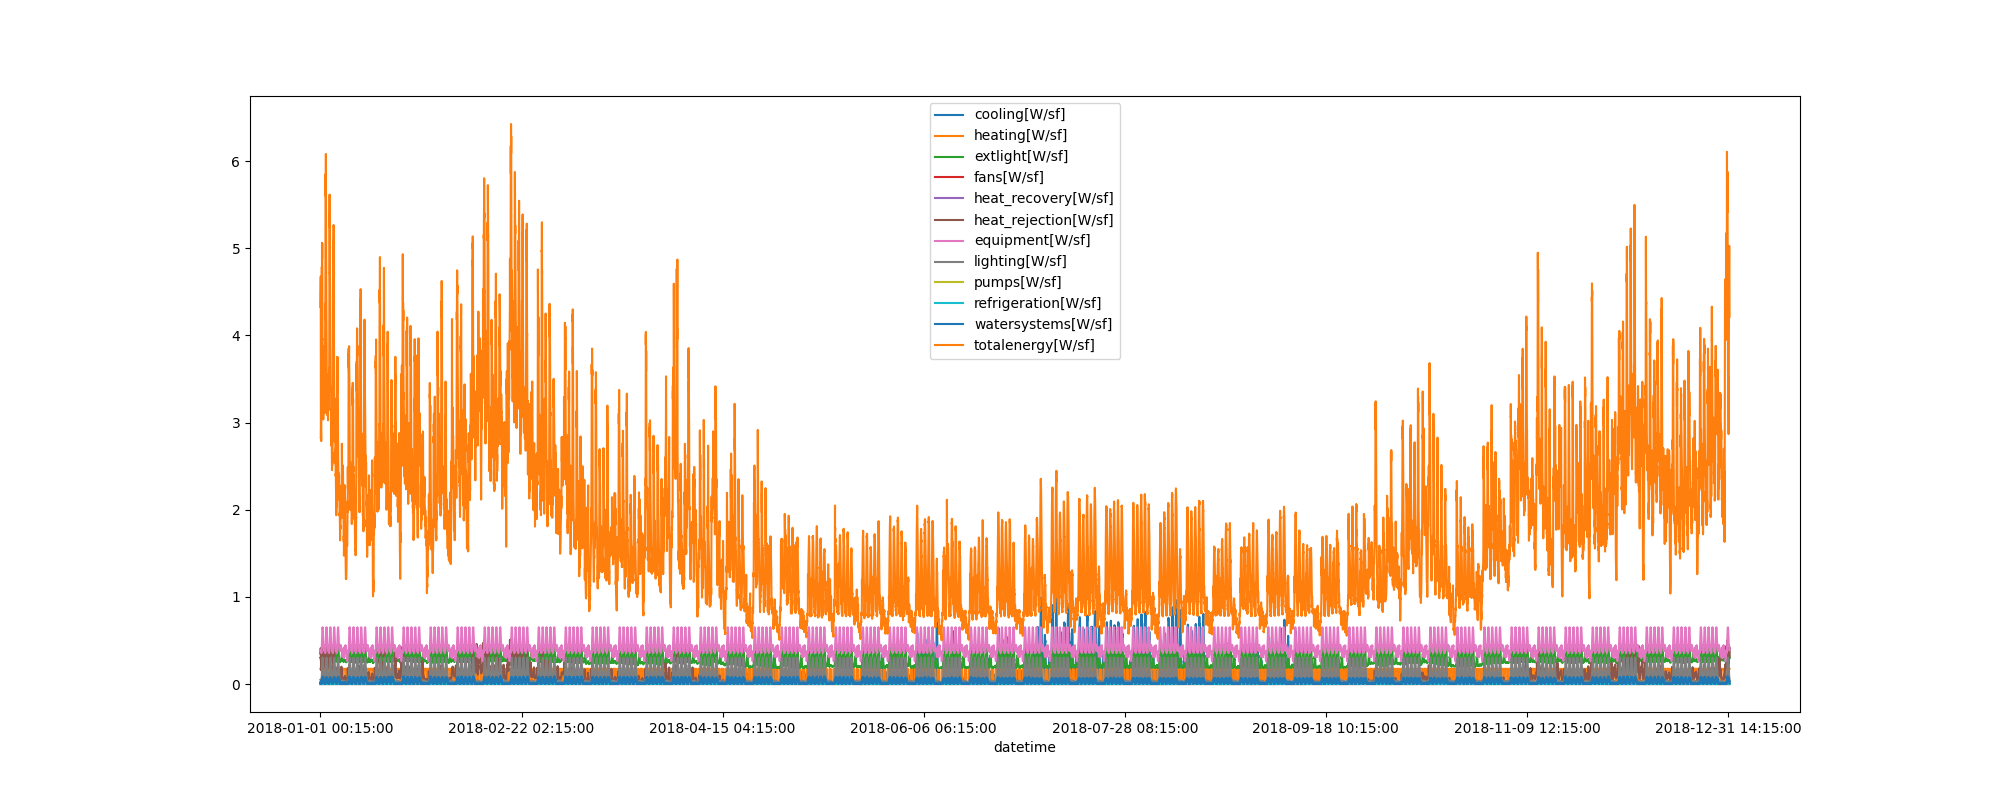 cooling[W/sf]
heating[W/sf]
extlight[W/sf]
fans[W/sf]
heat_recovery[W/sf]
heat_rejection[W/sf]
equipment[W/sf]
lighting[W/sf]
pumps[W/sf]
refrigeration[W/sf]
watersystems[W/sf]
totalenergy[W/sf]
6
5
4
3
2
1
0
2018-01-01 00:15:00 2018-02-22 02:15:00 2018-04-15 04:15:00 2018-06-06 06:15:00 2018-07-28 08:15:00 2018-09-18 10:15:00 2018-11-09 12:15:00 2018-12-31 14:15:00
datetime